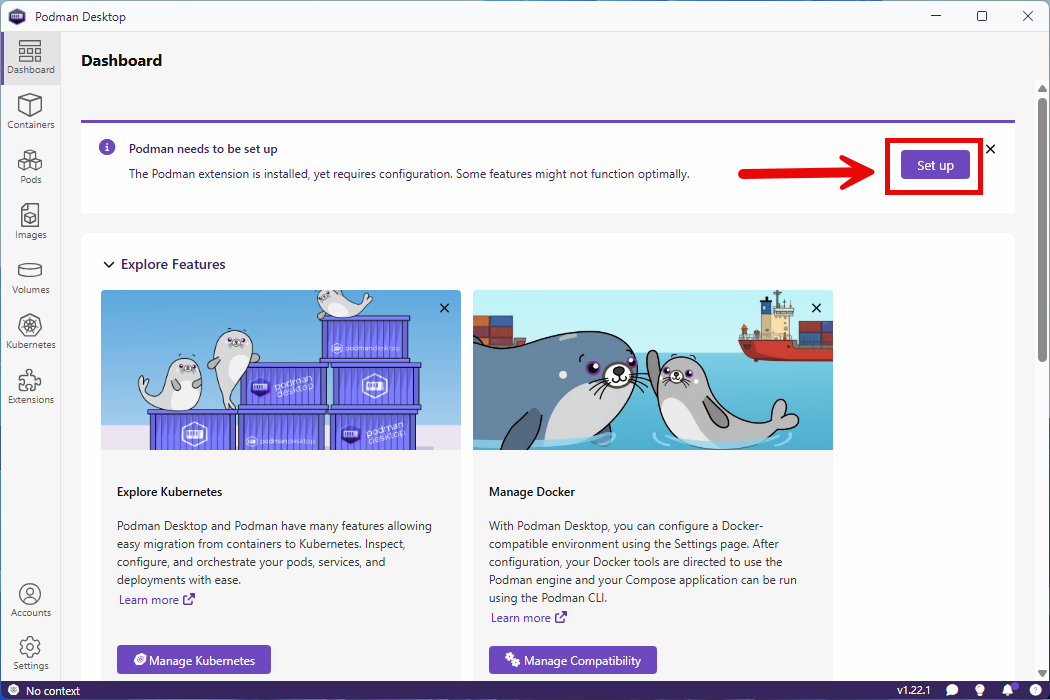 Podman Desktop
Dashboard
Dashboard
Containers
Pods
Images
Volumes
Kubernetes
Extensions
Accounts
Settings
Podman needs to be set up
The Podman extension is installed, yet requires configuration. Some features might not function optimally.
Set up
Explore Features
podmandesktop
podman
desktop
podmandesktop
podman
desktop
Explore Kubernetes
Podman Desktop and Podman have many features allowing
easy migration from containers to Kubernetes. Inspect,
configure, and orchestrate your pods, services, and
deployments with ease.
Learn more
Manage Kubernetes
Manage Docker
With Podman Desktop, you can configure a Docker-
compatible environment using the Settings page. After
configuration, your Docker tools are directed to use the
Podman engine and your Compose application can be run
using the Podman CLI.
Learn more
Manage Compatibility
No context
v1.22.1